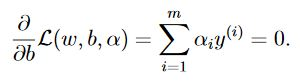 ∂/∂b ℒ(w, b, α) = ∑_{i=1}^{m} α_i y^{(i)} = 0.